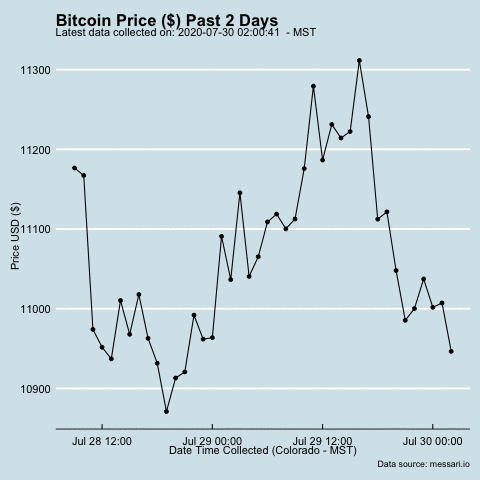 Bitcoin Price ($) Past 2 Days
Latest data collected on: 2020-07-30 02:00:41 - MST
11300
11200
11100
11000
10900
Price USD ($)
Jul 28 12:00 Jul 29 00:00 Jul 29 12:00 Jul 30 00:00
Date Time Collected (Colorado - MST)
Data source: messari.io